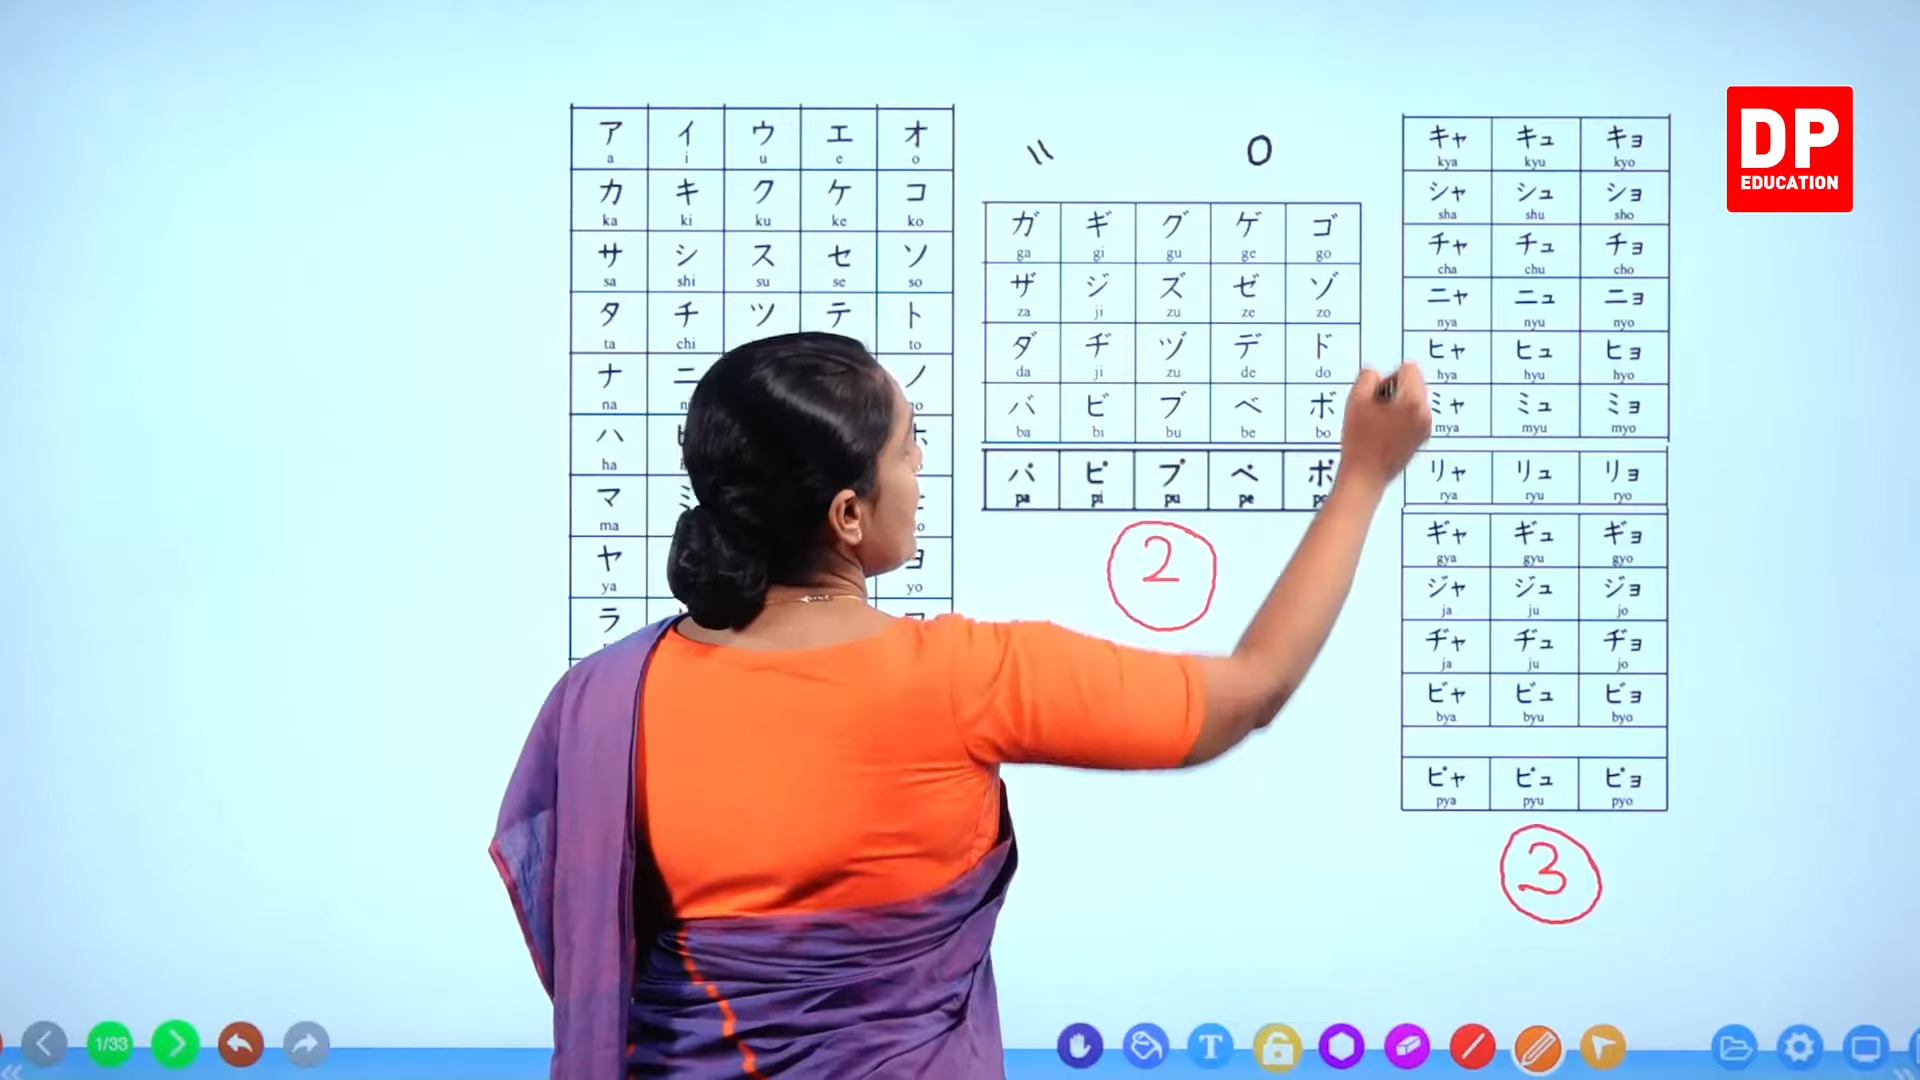 ア イ ウ エ オ
a i u e o
カ キ ク ケ コ
ka ki ku ke ko
サ シ ス セ ソ
sa shi su se so
タ チ ツ テ ト
ta chi to
ナ ニ ノ
na
ハ
ha
マ ミ
ma
ヤ ヨ
ya yo
ラ
〃 O
ガ ギ グ ゲ ゴ
ga gi gu ge go
ザ ジ ズ ゼ ゾ
za ji zu ze zo
ダ ヂ ヅ デ ド
da ji zu de do
バ ビ ブ ベ ボ
ba bi bu be bo
パ ピ プ ペ ポ
pa pi pu pe
2
キャ キュ キョ
kya kyu kyo
シャ シュ ショ
sha shu sho
チャ チュ チョ
cha chu cho
ニャ ニュ ニョ
nya nyu nyo
ヒャ ヒュ ヒョ
hya hyu hyo
ミャ ミュ ミョ
mya myu myo
リャ リュ リョ
rya ryu ryo
ギャ ギュ ギョ
gya gyu gyo
ジャ ジュ ジョ
ja ju jo
ヂャ ヂュ ヂョ
ja ju jo
ビャ ビュ ビョ
bya byu byo
ピャ ピュ ピョ
pya pyu pyo
3
DP
EDUCATION
1/33
T